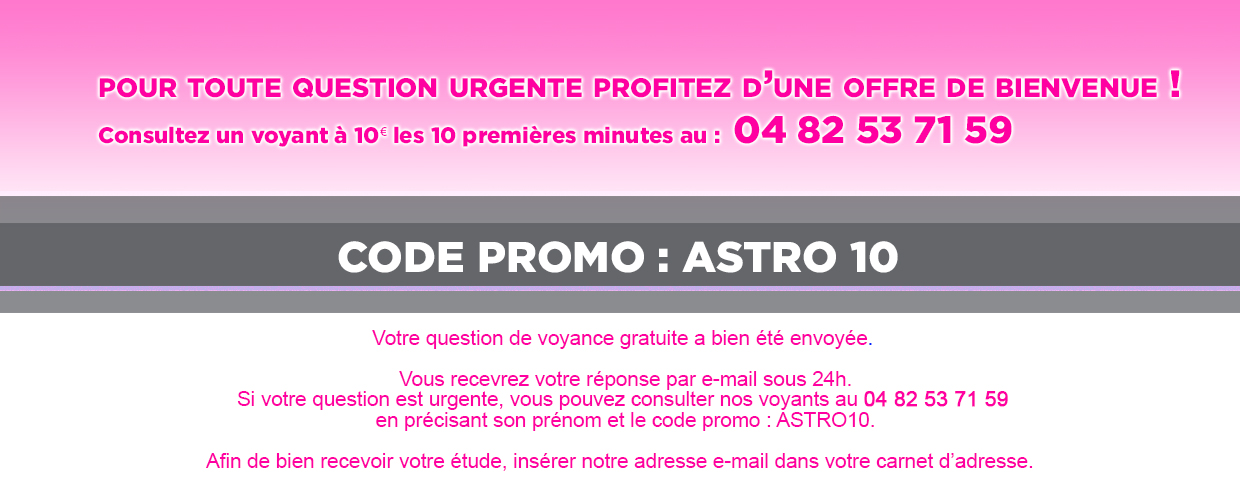 POUR TOUTE QUESTION URGENTE PROFITEZ D’UNE OFFRE DE BIENVENUE !
Consultez un voyant à 10€ les 10 premières minutes au : 04 82 53 71 59
CODE PROMO : ASTRO 10
Votre question de voyance gratuite a bien été envoyée.
Vous recevrez votre réponse par e-mail sous 24h.
Si votre question est urgente, vous pouvez consulter nos voyants au 04 82 53 71 59
en précisant son prénom et le code promo : ASTRO10.
Afin de bien recevoir votre étude, insérer notre adresse e-mail dans votre carnet d’adresse.